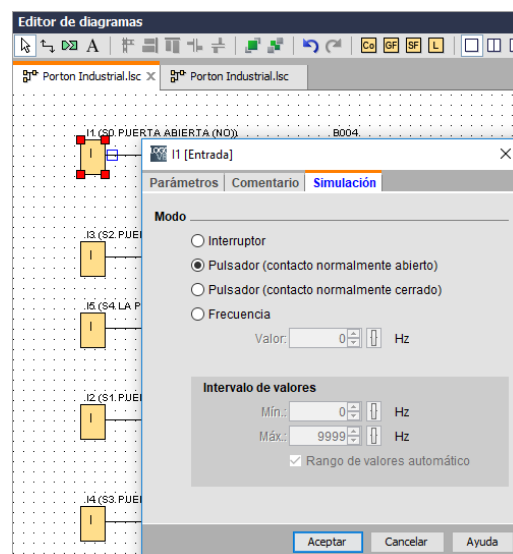 Editor de diagramas
A Co GF SF L
Porton Industrial.lsc Porton Industrial.lsc
I1 (S0. PUERTA ABIERTA (NO)) B004
I
I1 [Entrada]
Parámetros Comentario Simulación
Modo
Interruptor
I3 (S2. PUE
I
Pulsador (contacto normalmente abierto)
Pulsador (contacto normalmente cerrado)
I5 (S4. LA P
I
Frecuencia
Valor: 0 Hz
Intervalo de valores
I2 (S1. PUE
I
Mín.: 0 Hz
Máx.: 9999 Hz
Rango de valores automático
I4 (S3. PUE
I
Aceptar Cancelar Ayuda